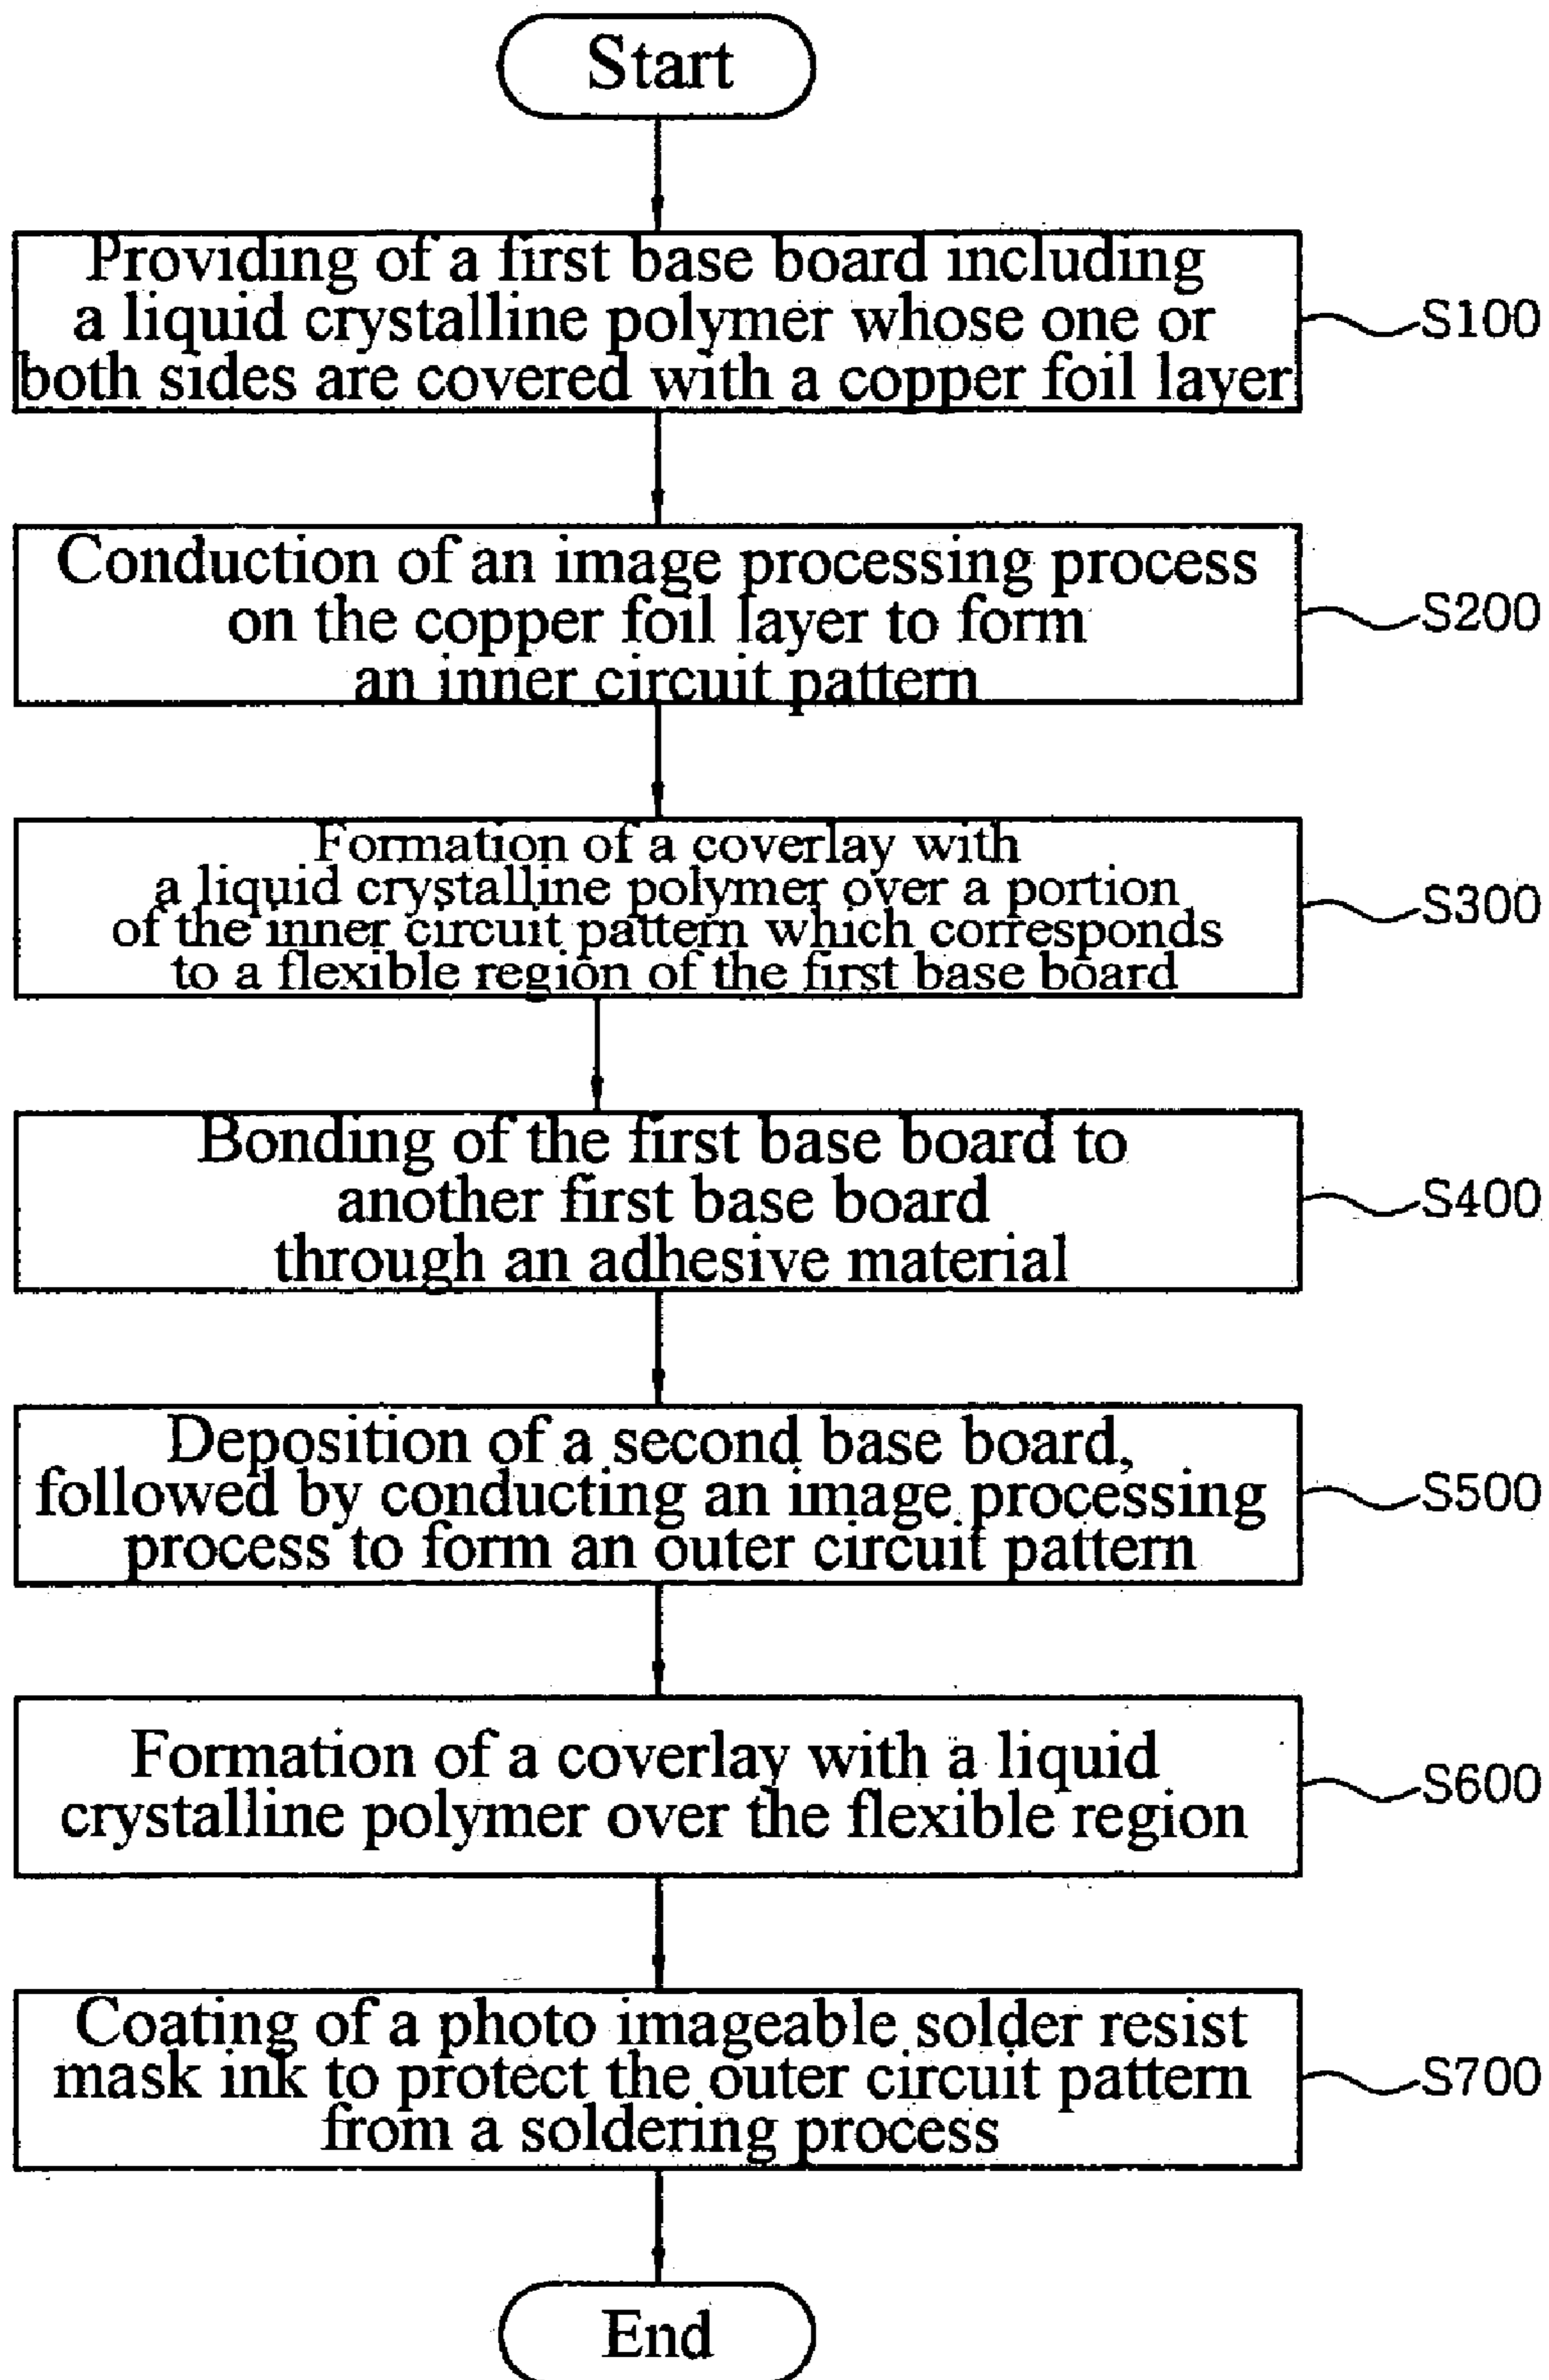 Start
Providing of a first base board including
a liquid crystalline polymer whose one or
both sides are covered with a copper foil layer
S100
Conduction of an image processing process
on the copper foil layer to form
an inner circuit pattern
S200
Formation of a coverlay with
a liquid crystalline polymer over a portion
of the inner circuit pattern which corresponds
to a flexible region of the first base board
S300
Bonding of the first base board to
another first base board
through an adhesive material
S400
Deposition of a second base board,
followed by conducting an image processing
process to form an outer circuit pattern
S500
Formation of a coverlay with a liquid
crystalline polymer over the flexible region
S600
Coating of a photo imageable solder resist
mask ink to protect the outer circuit pattern
from a soldering process
S700
End